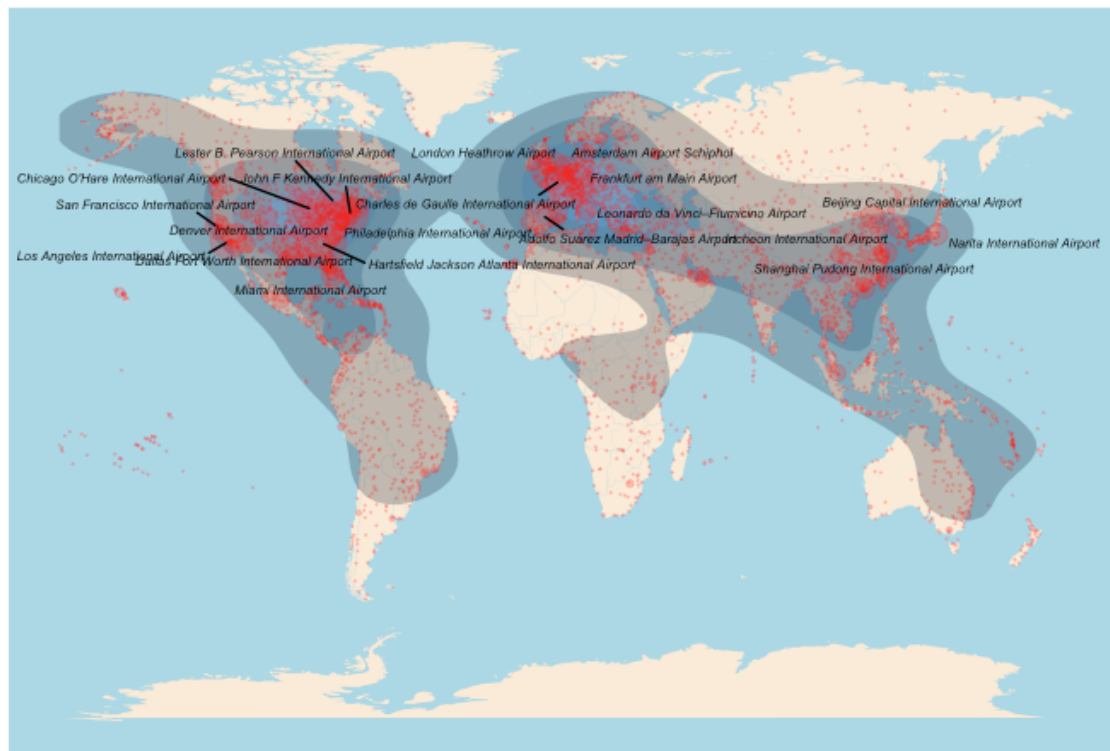 Lester B. Pearson International Airport
London Heathrow Airport
Amsterdam Airport Schiphol
Chicago O'Hare International Airport
John F Kennedy International Airport
Frankfurt am Main Airport
San Francisco International Airport
Charles de Gaulle International Airport
Beijing Capital International Airport
Leonardo da Vinci–Fiumicino Airport
Denver International Airport
Philadelphia International Airport
Adolfo Suárez Madrid–Barajas Airport
Incheon International Airport
Narita International Airport
Los Angeles International Airport
Dallas Fort Worth International Airport
Hartsfield Jackson Atlanta International Airport
Shanghai Pudong International Airport
Miami International Airport